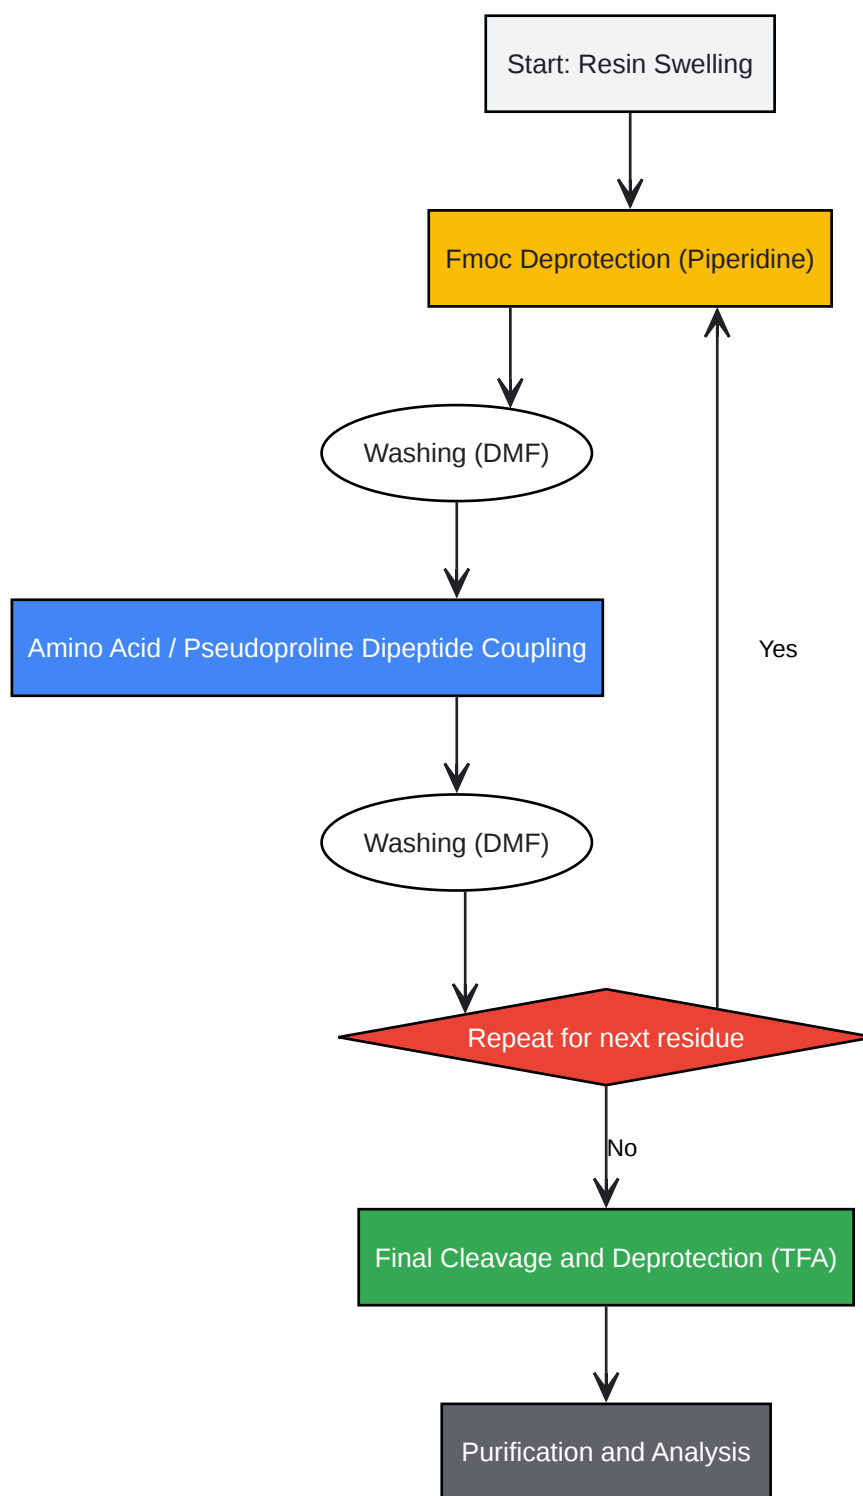 Start: Resin Swelling
Fmoc Deprotection (Piperidine)
Washing (DMF)
Amino Acid / Pseudoproline Dipeptide Coupling
Yes
Washing (DMF)
Repeat for next residue
No
Final Cleavage and Deprotection (TFA)
Purification and Analysis